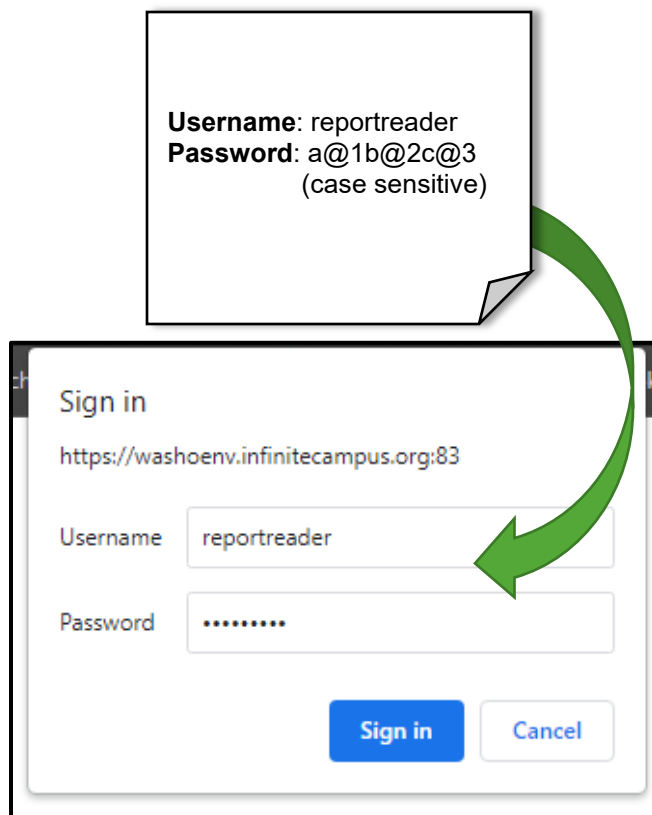 Username: reportreader
Password: a@1b@2c@3
(case sensitive)
Sign in
https://washoenv.infinitecampus.org:83
Username reportreader
Password •••••••••
Sign in Cancel